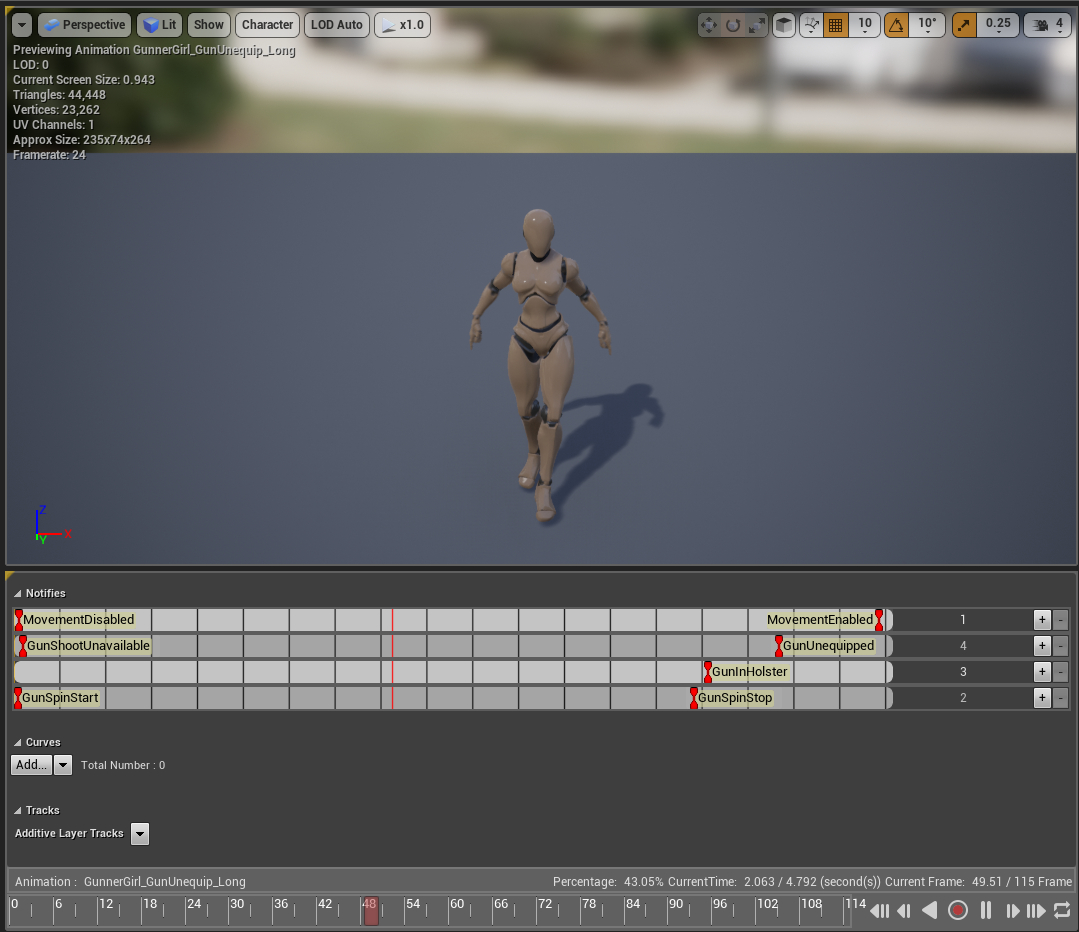 Perspective Lit Show Character LOD Auto x1.0 10 10° 0.25 4
Previewing Animation GunnerGirl_GunUnequip_Long
LOD: 0
Current Screen Size: 0.943
Triangles: 44,448
Vertices: 23,262
UV Channels: 1
Approx Size: 235x74x264
Framerate: 24
Z
X
Y
Notifies
MovementDisabled MovementEnabled 1 + -
GunShootUnavailable GunUnequipped 4 + -
GunInHolster 3 + -
GunSpinStart GunSpinStop 2 + -
Curves
Add... Total Number : 0
Tracks
Additive Layer Tracks
Animation : GunnerGirl_GunUnequip_Long Percentage: 43.05% CurrentTime: 2.063 / 4.792 (second(s)) Current Frame: 49.51 / 115 Frame
0 6 12 18 24 30 36 42 48 54 60 66 72 78 84 90 96 102 108 114